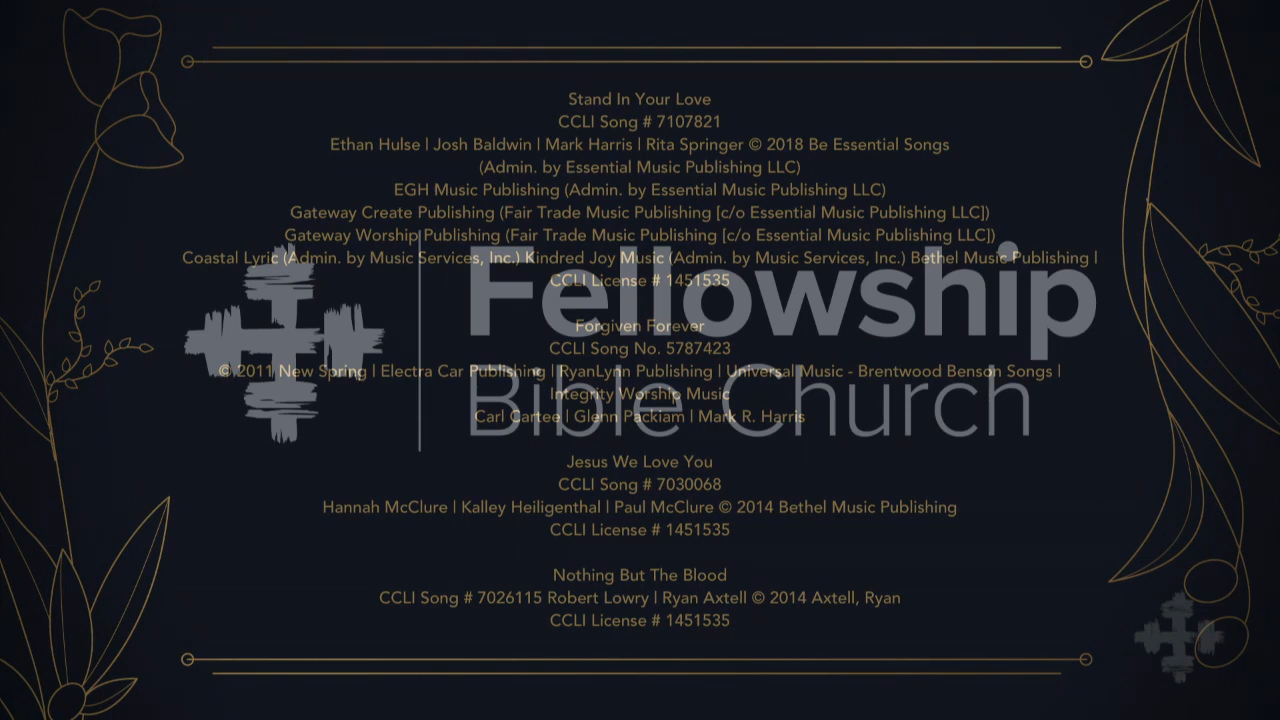 Stand In Your Love
CCLI Song # 7107821
Ethan Hulse | Josh Baldwin | Mark Harris | Rita Springer © 2018 Be Essential Songs
(Admin. by Essential Music Publishing LLC)
EGH Music Publishing (Admin. by Essential Music Publishing LLC)
Gateway Create Publishing (Fair Trade Music Publishing [c/o Essential Music Publishing LLC])
Gateway Worship Publishing (Fair Trade Music Publishing [c/o Essential Music Publishing LLC])
Coastal Lyric (Admin. by Music Services, Inc.) Kindred Joy Music (Admin. by Music Services, Inc.) Bethel Music Publishing |
CCLI License # 1451535
Fellowship
Bible Church
Forgiven Forever
CCLI Song No. 5787423
© 2011 New Spring | Electra Car Publishing | RyanLynn Publishing | Universal Music - Brentwood Benson Songs |
Integrity Worship Music
Carl Cartee | Glenn Packiam | Mark R. Harris
Jesus We Love You
CCLI Song # 7030068
Hannah McClure | Kalley Heiligenthal | Paul McClure © 2014 Bethel Music Publishing
CCLI License # 1451535
Nothing But The Blood
CCLI Song # 7026115 Robert Lowry | Ryan Axtell © 2014 Axtell, Ryan
CCLI License # 1451535